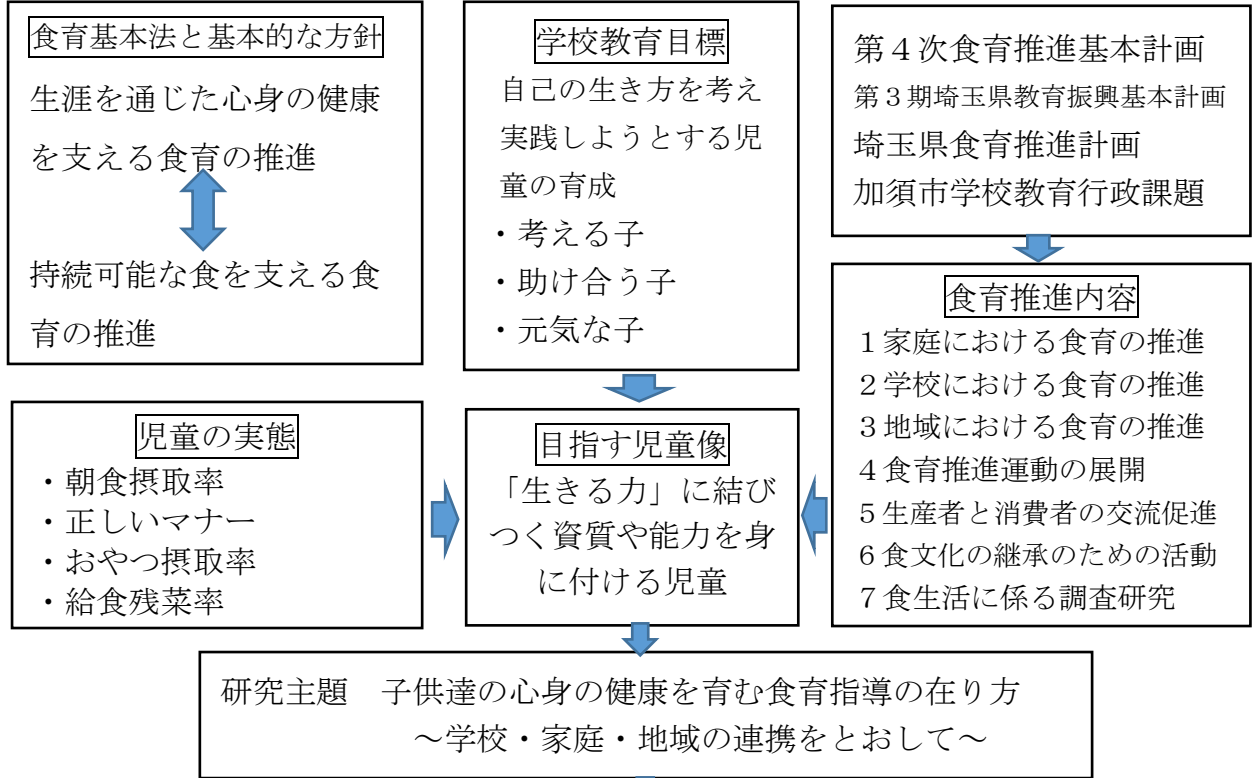 食育基本法と基本的な方針
生涯を通じた心身の健康
を支える食育の推進
持続可能な食を支える食
育の推進
学校教育目標
自己の生き方を考え
実践しようとする児
童の育成
・考える子
・助け合う子
・元気な子
第４次食育推進基本計画
第３期埼玉県教育振興基本計画
埼玉県食育推進計画
加須市学校教育行政課題
児童の実態
・朝食摂取率
・正しいマナー
・おやつ摂取率
・給食残菜率
目指す児童像
「生きる力」に結び
つく資質や能力を身
に付ける児童
食育推進内容
１家庭における食育の推進
２学校における食育の推進
３地域における食育の推進
４食育推進運動の展開
５生産者と消費者の交流促進
６食文化の継承のための活動
７食生活に係る調査研究
研究主題　子供達の心身の健康を育む食育指導の在り方
～学校・家庭・地域の連携をとおして～